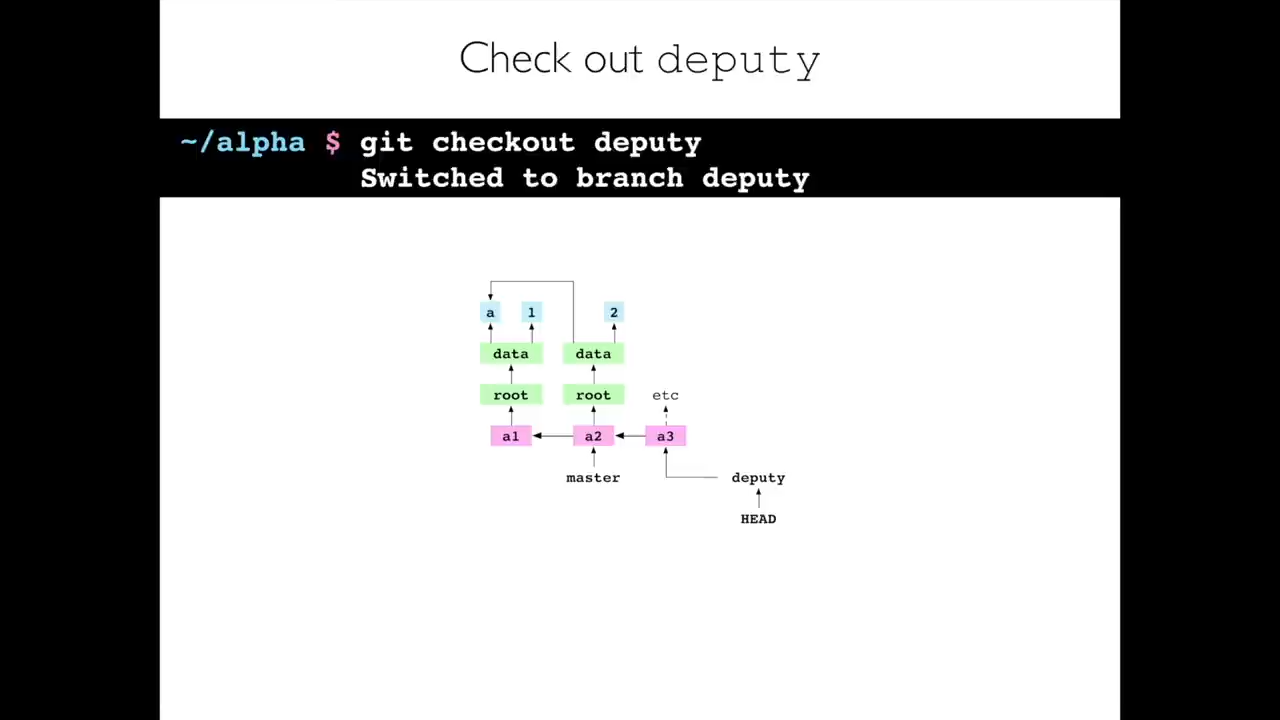 Check out deputy
~/alpha $ git checkout deputy
Switched to branch deputy
a 1 2
data data
root root etc
a1 a2 a3
master deputy
HEAD